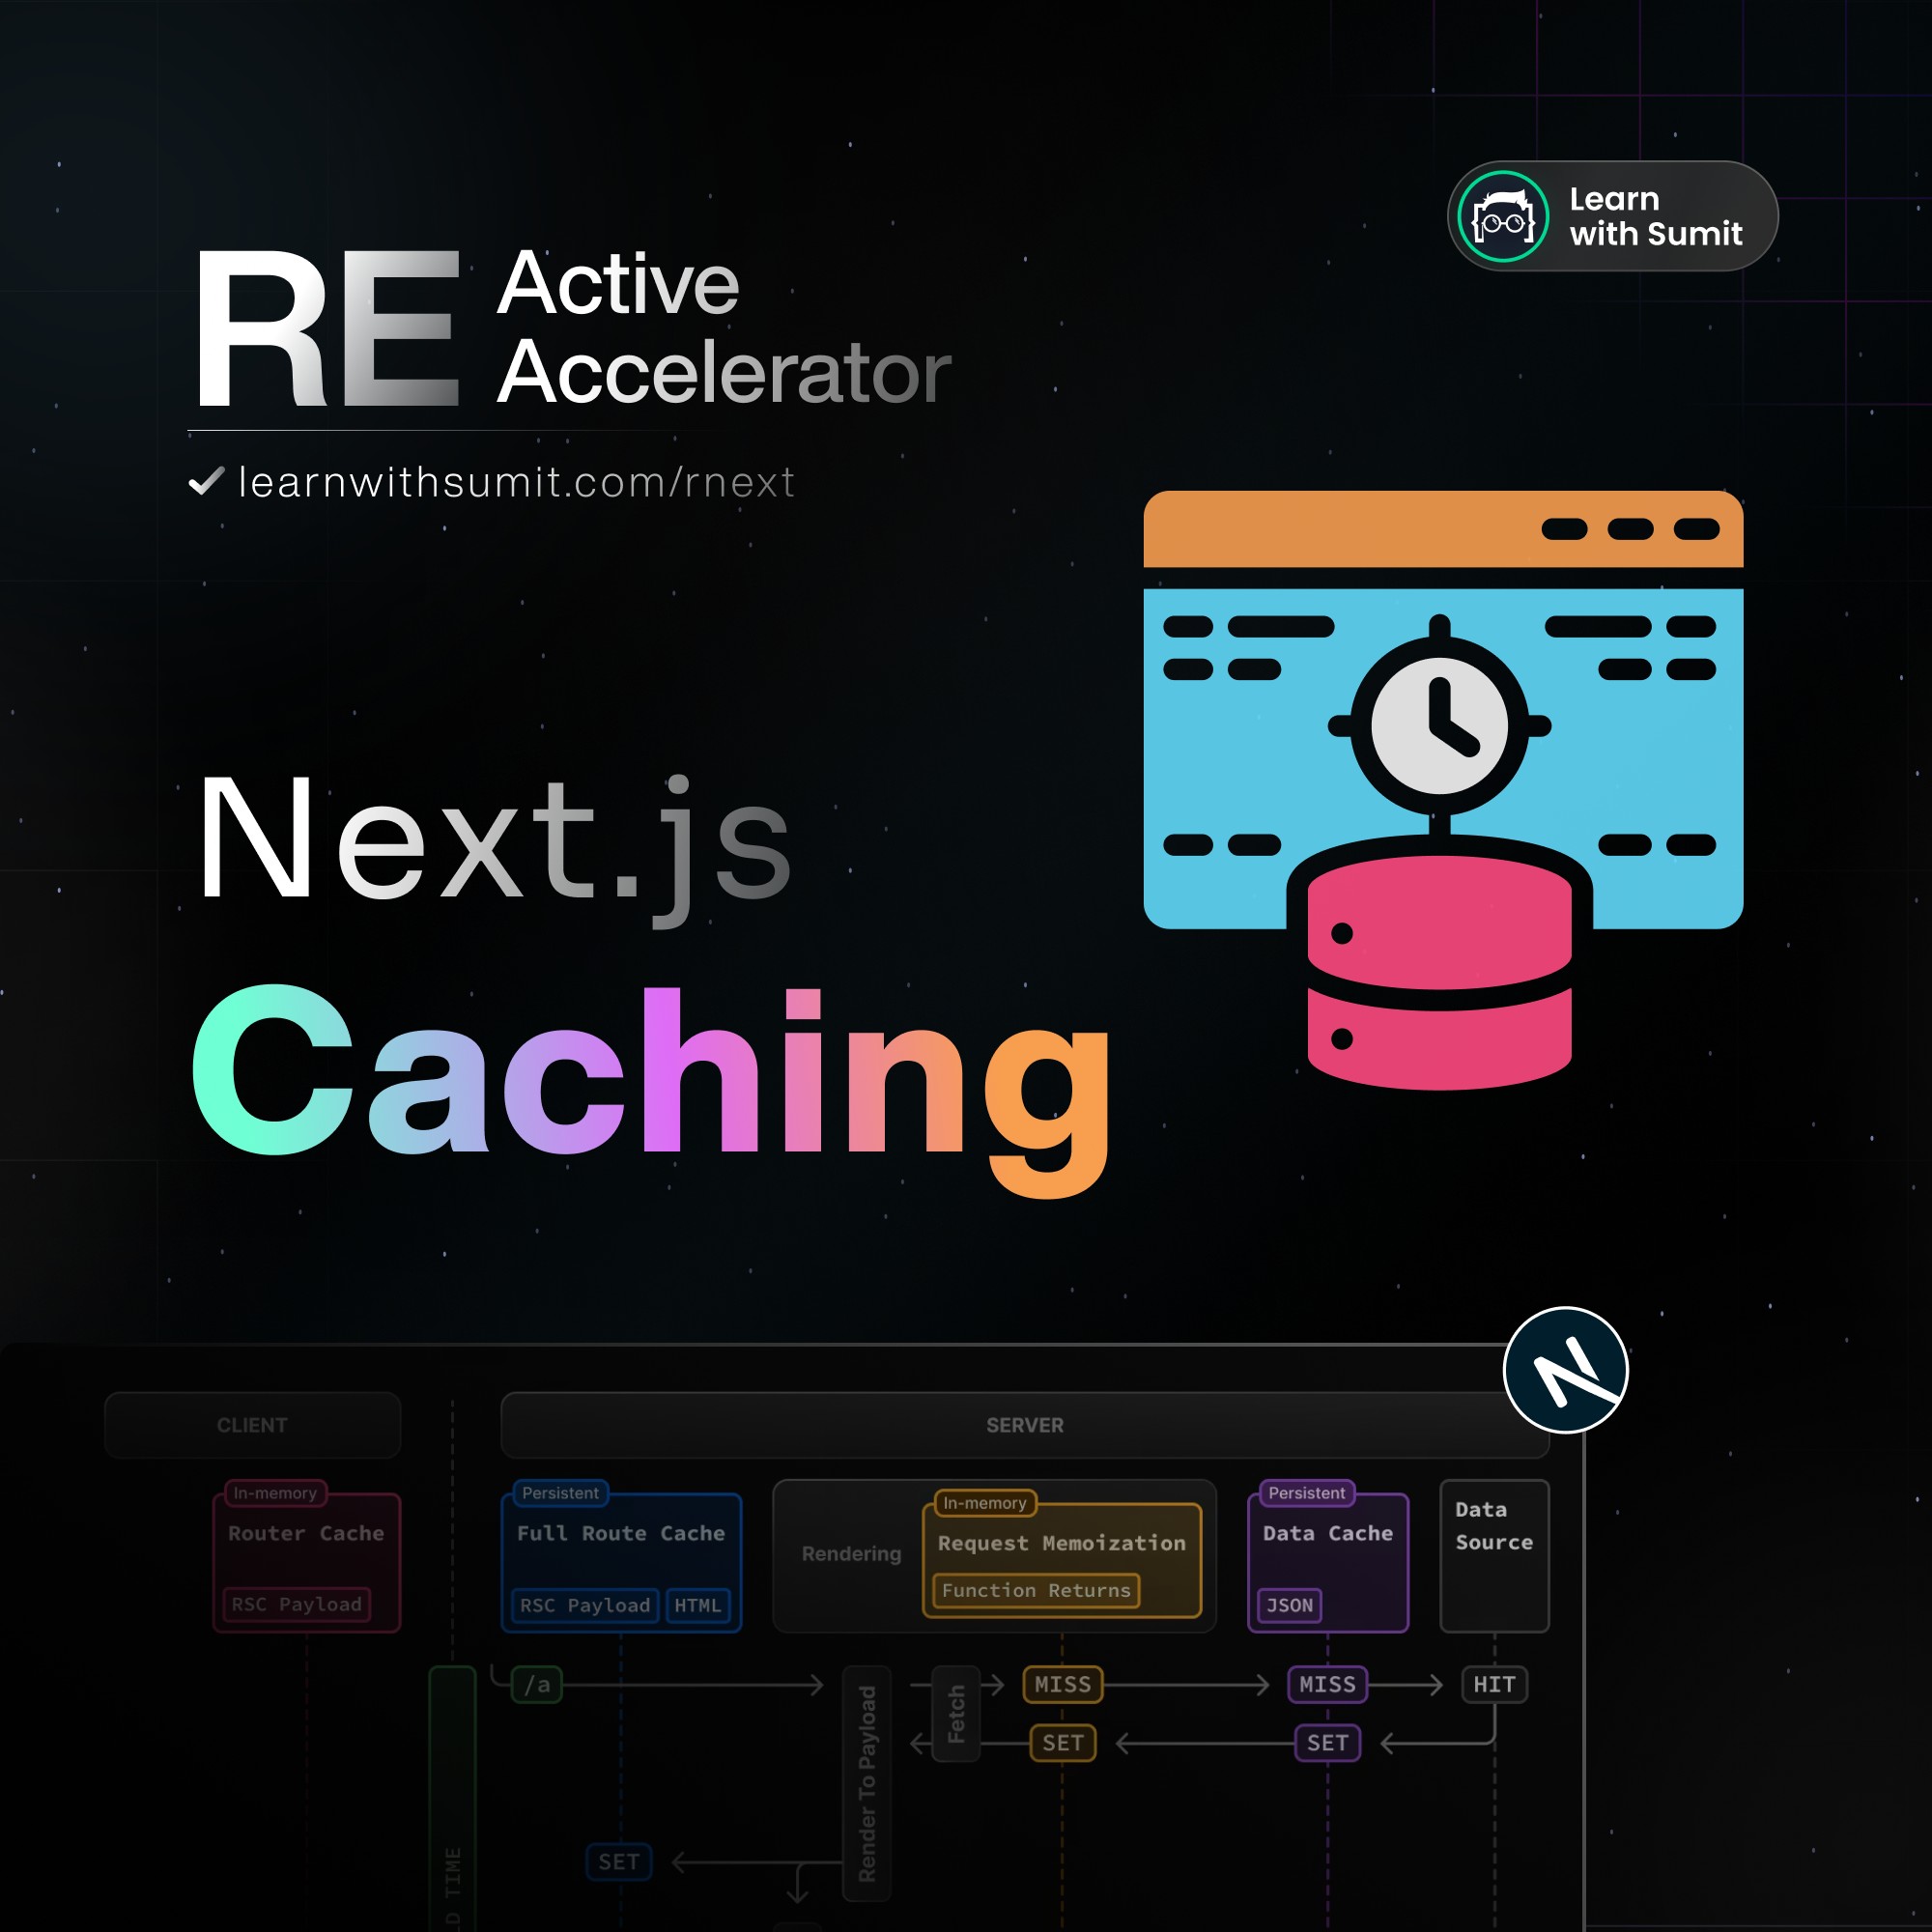 Learn
with Sumit
RE Active
Accelerator
learnwithsumit.com/rnext
Next.js
Caching
CLIENT
SERVER
In-memory
Router Cache
RSC Payload
Persistent
Full Route Cache
RSC Payload HTML
Rendering
In-memory
Request Memoization
Function Returns
Persistent
Data Cache
JSON
Data
Source
/a
Render To Payload
Fetch
MISS
MISS
HIT
SET
SET
SET
TIME